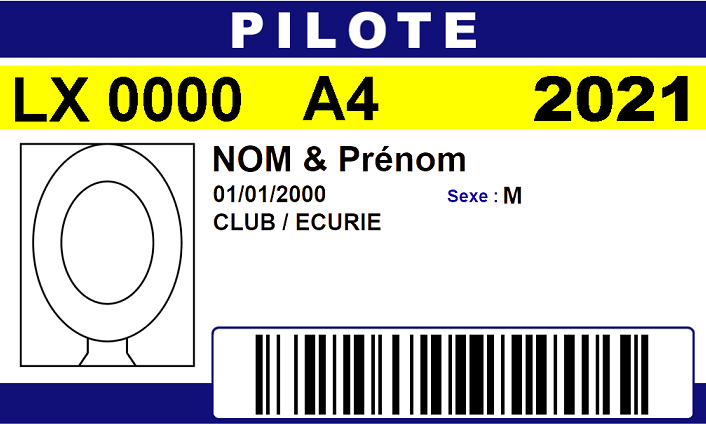 PILOTE
LX 0000 A4 2021
NOM & Prénom
01/01/2000 Sexe : M
CLUB / ECURIE